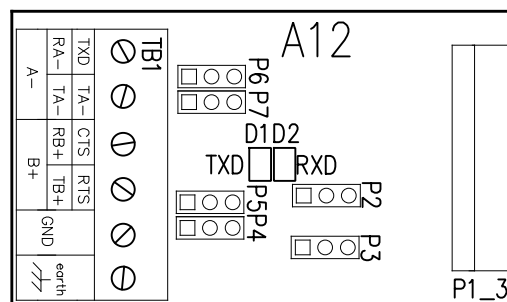 A12
TB1
A-
RA-
TXD
TA-
TA-
B+
RB+
CTS
TB+
RTS
GND
earth
P6
P7
D1 D2
TXD RXD
P5
P4
P2
P3
P1_3